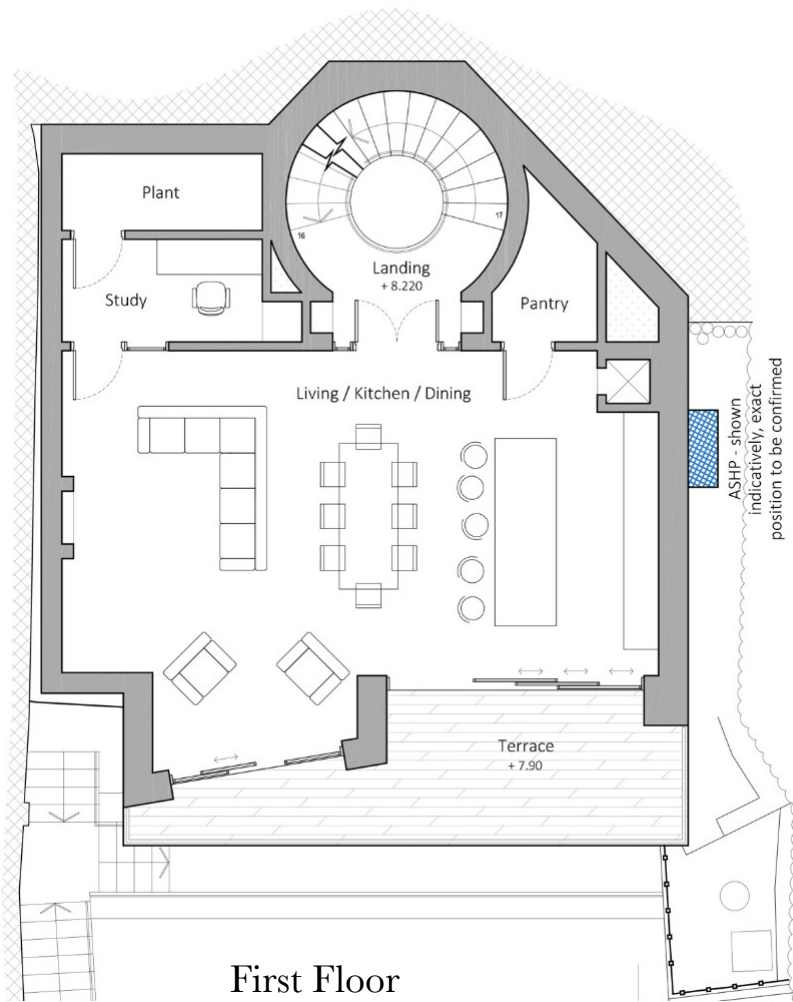 Plant
16
17
Landing
+ 8.220
Study
Pantry
Living / Kitchen / Dining
ASHP - shown
indicatively, exact
position to be confirmed
Terrace
+ 7.90
First Floor